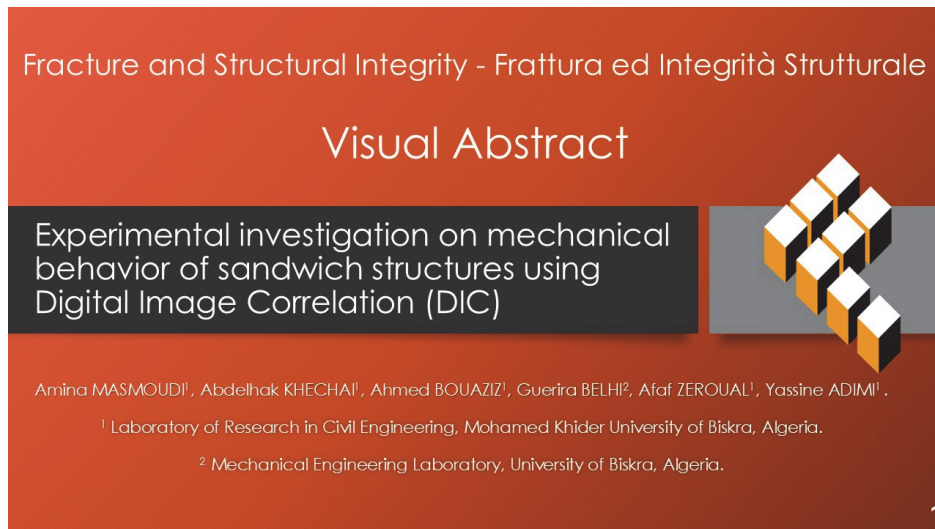 Fracture and Structural Integrity - Frattura ed Integrità Strutturale
Visual Abstract
Experimental investigation on mechanical
behavior of sandwich structures using
Digital Image Correlation (DIC)
Amina MASMOUDI¹, Abdelhak KHECHAI¹, Ahmed BOUAZIZ¹, Guerira BELHI², Afaf ZEROUAL¹, Yassine ADIMI¹ .
¹ Laboratory of Research in Civil Engineering, Mohamed Khider University of Biskra, Algeria.
² Mechanical Engineering Laboratory, University of Biskra, Algeria.